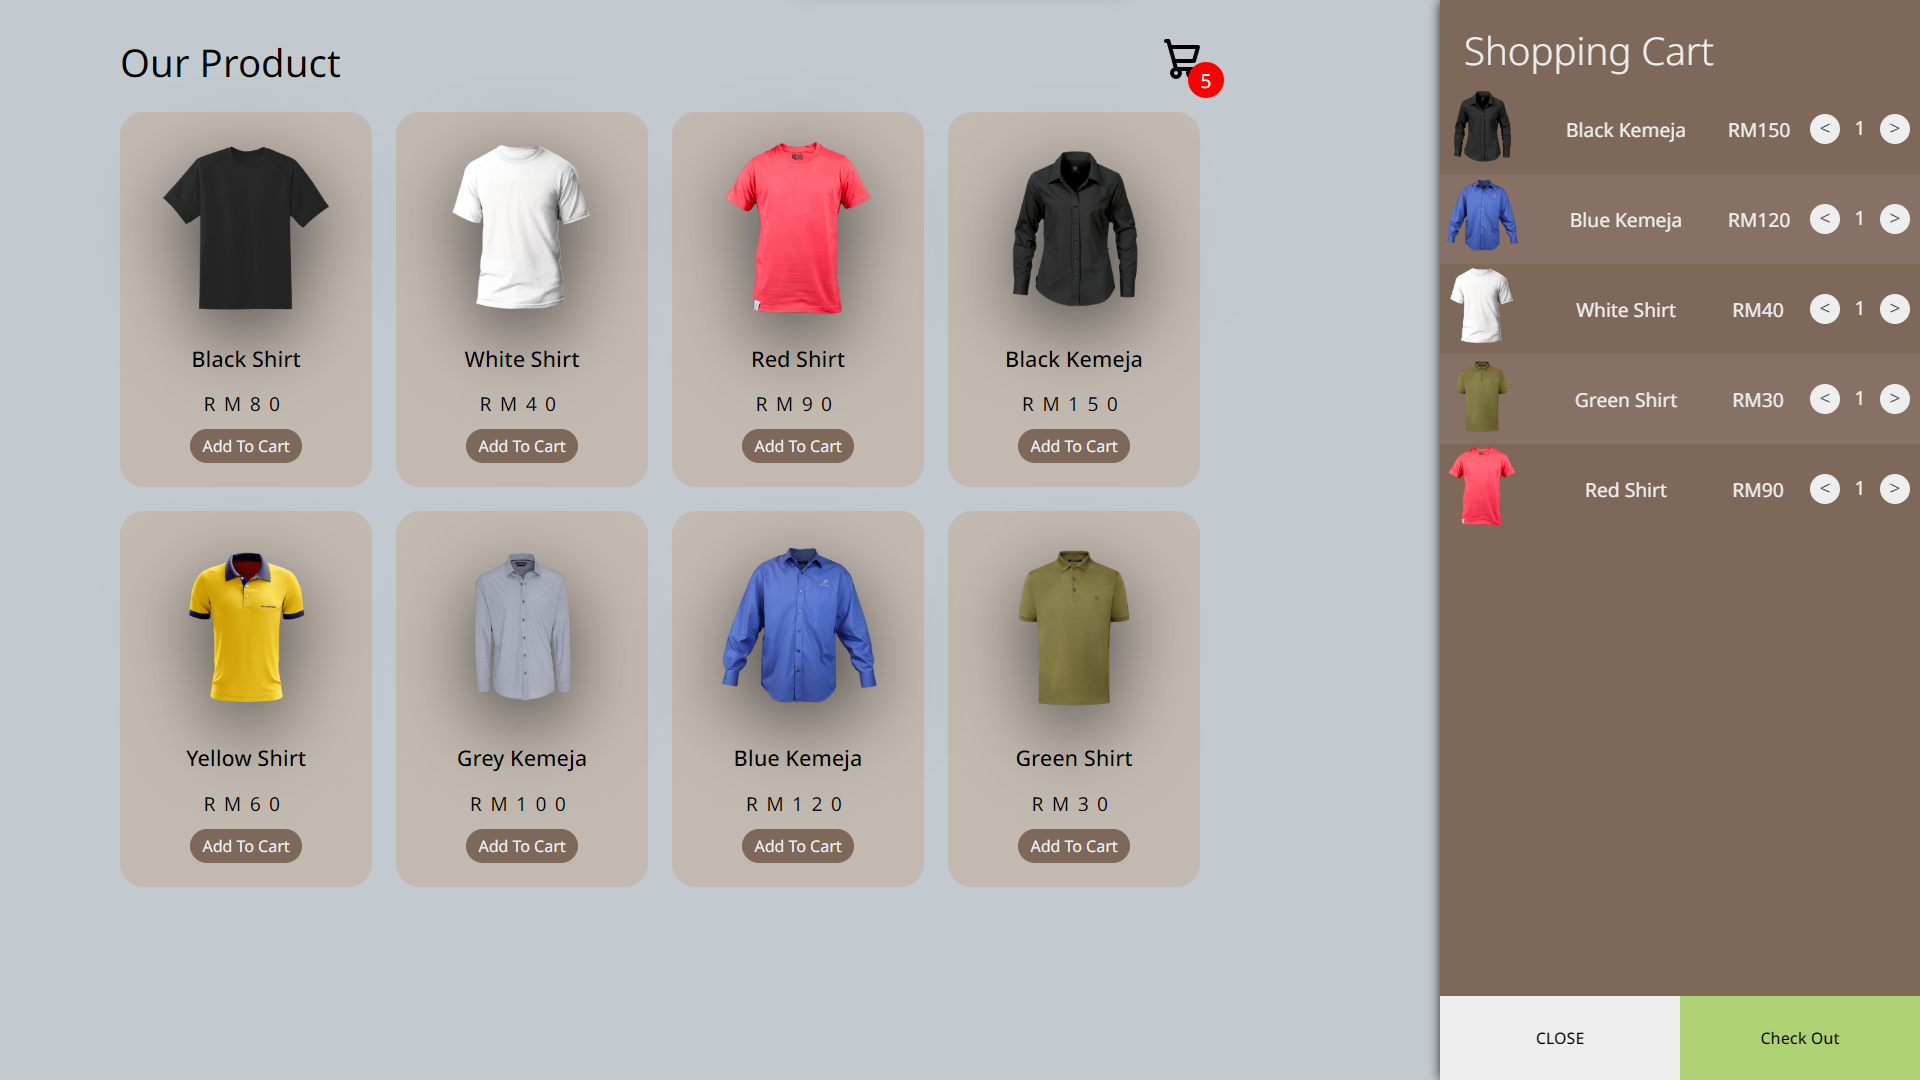 Our Product
5
Black Shirt
RM80
Add To Cart
White Shirt
RM40
Add To Cart
Red Shirt
RM90
Add To Cart
Black Kemeja
RM150
Add To Cart
Yellow Shirt
RM60
Add To Cart
Grey Kemeja
RM100
Add To Cart
Blue Kemeja
RM120
Add To Cart
Green Shirt
RM30
Add To Cart
Shopping Cart
Black Kemeja RM150 < 1 >
Blue Kemeja RM120 < 1 >
White Shirt RM40 < 1 >
Green Shirt RM30 < 1 >
Red Shirt RM90 < 1 >
CLOSE
Check Out